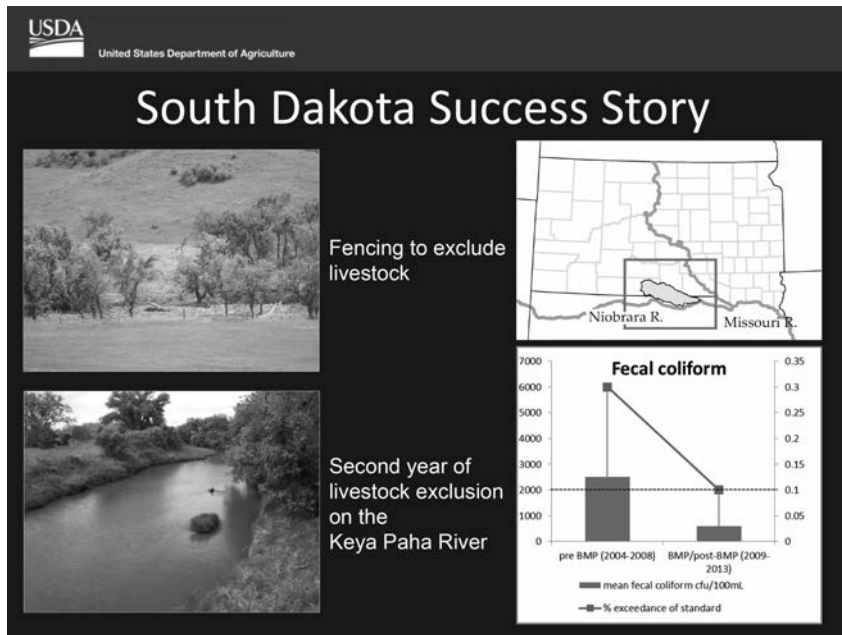 USDA
United States Department of Agriculture
South Dakota Success Story
Fencing to exclude
livestock
Niobrara R.
Missouri R.
Second year of
livestock exclusion
on the
Keya Paha River
Fecal coliform
7000
6000
5000
4000
3000
2000
1000
0
0.35
0.3
0.25
0.2
0.15
0.1
0.05
0
pre BMP (2004-2008)
BMP/post-BMP (2009-
2013)
mean fecal coliform cfu/100mL
% exceedance of standard